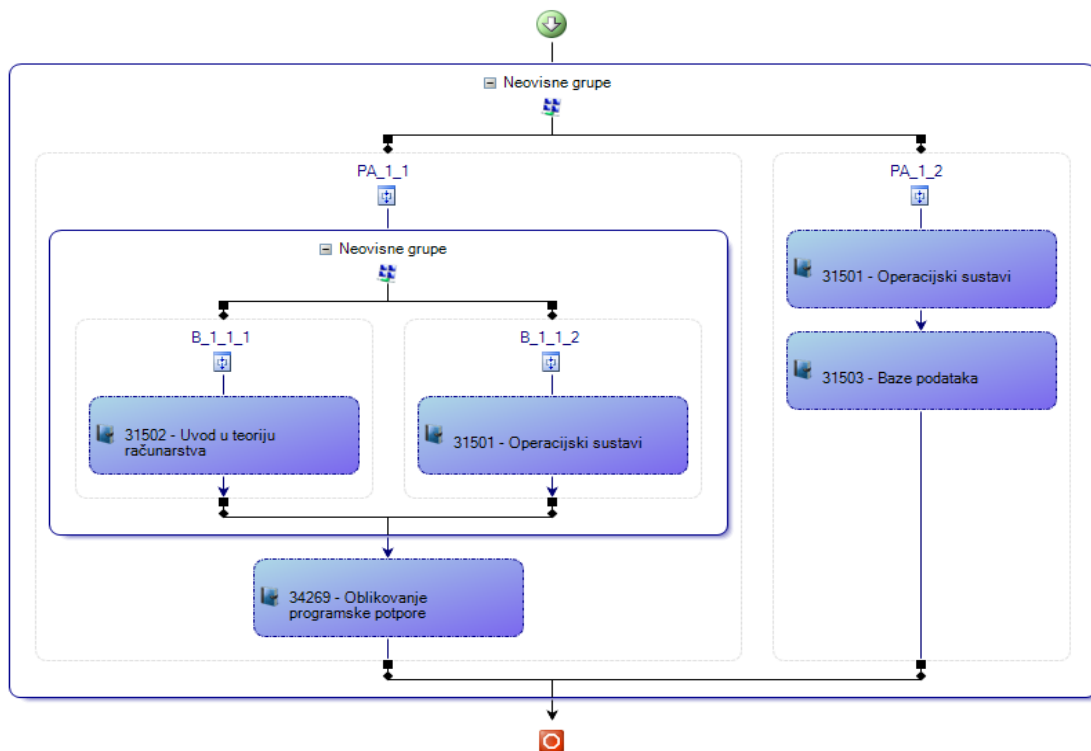 Neovisne grupe
PA_1_1
Neovisne grupe
B_1_1_1
31502 - Uvod u teoriju
računarstva
B_1_1_2
31501 - Operacijski sustavi
34269 - Oblikovanje
programske potpore
PA_1_2
31501 - Operacijski sustavi
31503 - Baze podataka